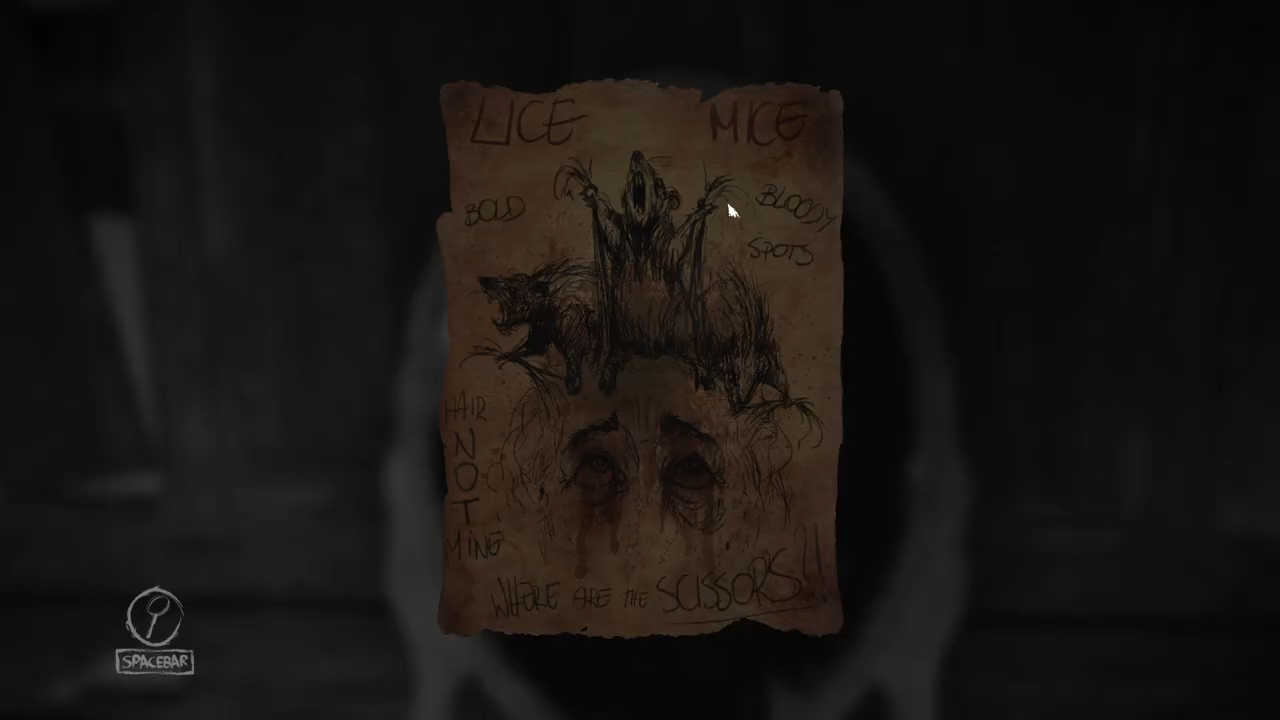 LICE MICE
BOLD BLOODY
SPOTS
HAIR
NOT
MINE
WHERE ARE THE SCISSORS?!
SPACEBAR